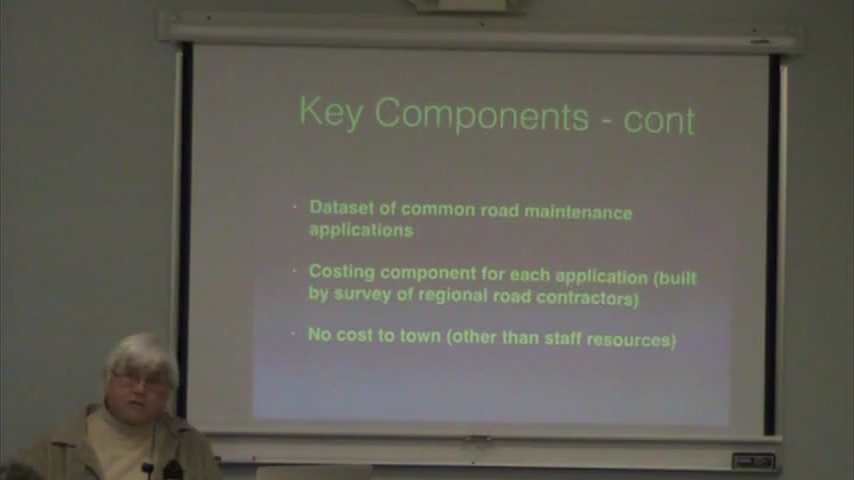 Key Components - cont
· Dataset of common road maintenance
applications
· Costing component for each application (built
by survey of regional road contractors)
· No cost to town (other than staff resources)